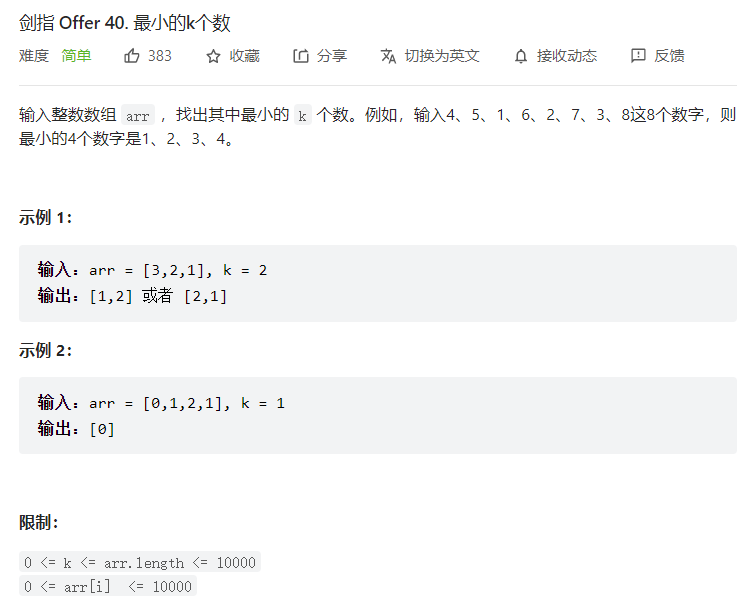 剑指 Offer 40. 最小的k个数
难度 简单 383 收藏 分享 切换为英文 接收动态 反馈
输入整数数组 arr ，找出其中最小的 k 个数。例如，输入4、5、1、6、2、7、3、8这8个数字，则
最小的4个数字是1、2、3、4。
示例 1：
输入：arr = [3,2,1], k = 2
输出：[1,2] 或者 [2,1]
示例 2：
输入：arr = [0,1,2,1], k = 1
输出：[0]
限制：
0 <= k <= arr.length <= 10000
0 <= arr[i] <= 10000